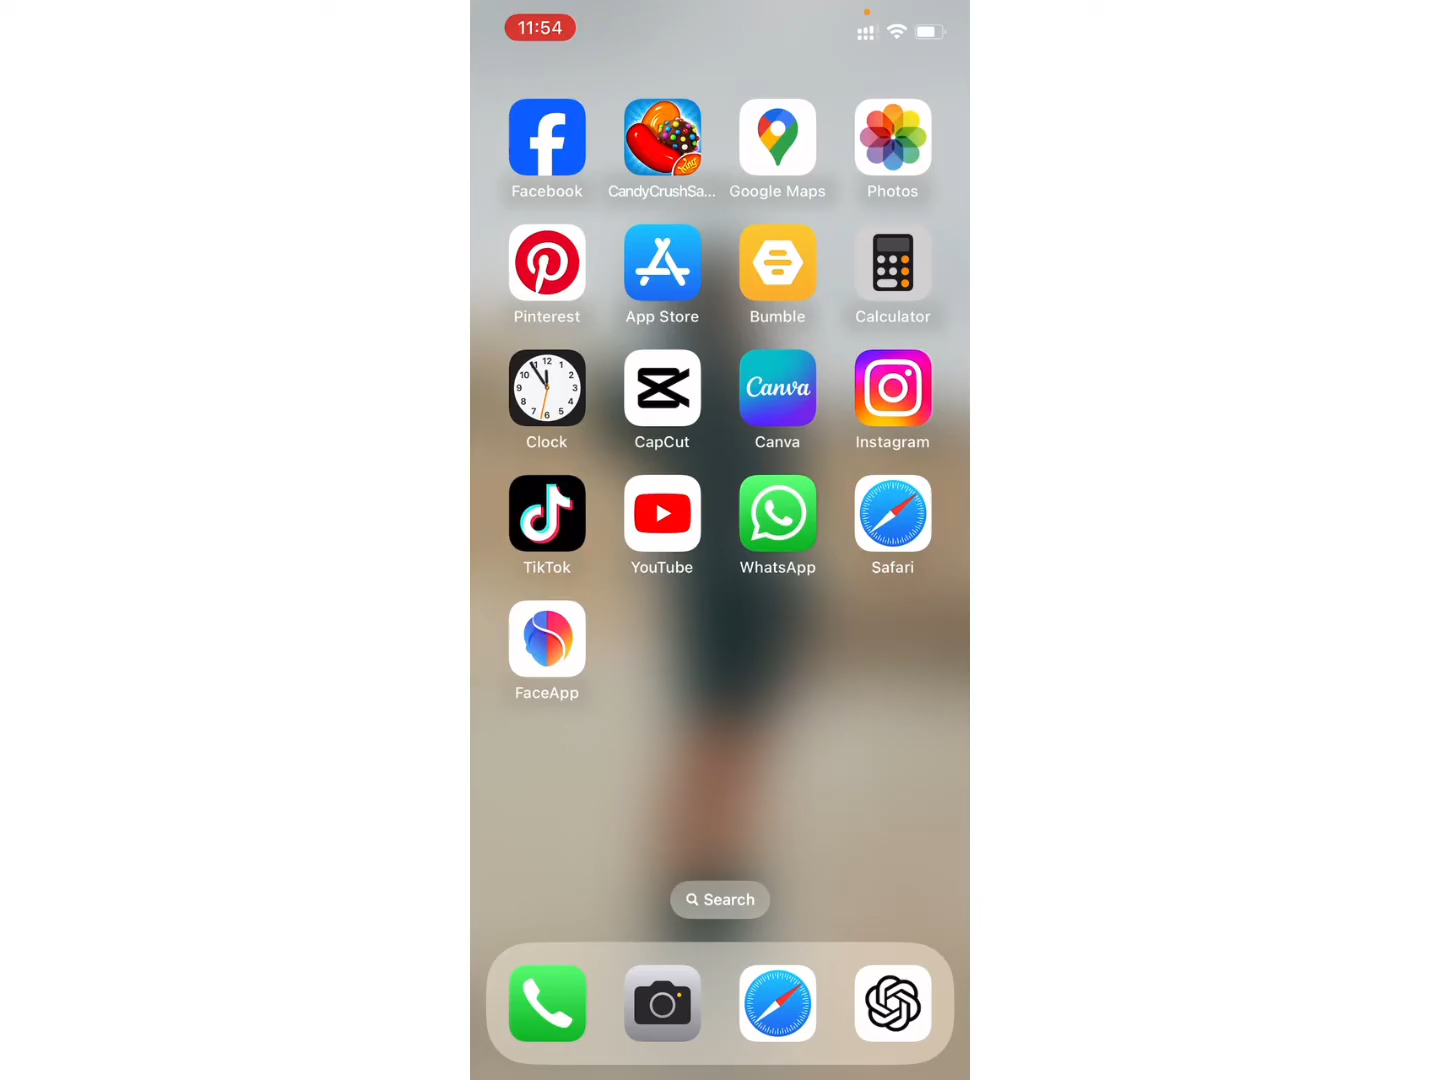 11:54
Facebook CandyCrushSa... Google Maps Photos
Pinterest App Store Bumble Calculator
Canva
Clock CapCut Canva Instagram
TikTok YouTube WhatsApp Safari
FaceApp
Search